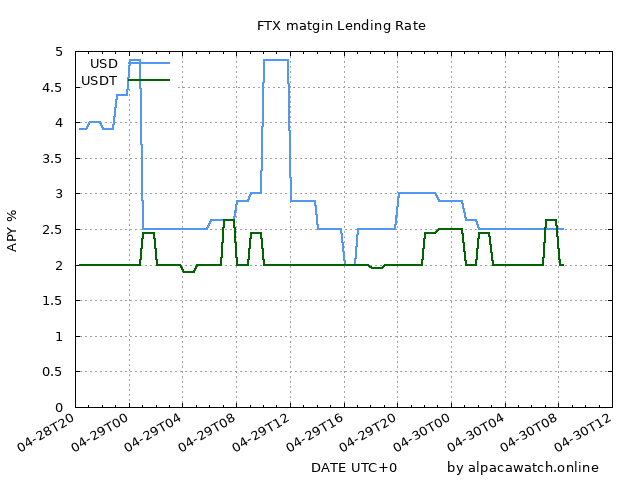 FTX matgin Lending Rate
USD
USDT
5
4.5
4
3.5
3
2.5
2
1.5
1
0.5
0
APY %
04-28T20
04-29T00
04-29T04
04-29T08
04-29T12
04-29T16
04-29T20
04-30T00
04-30T04
04-30T08
04-30T12
DATE UTC+0
by alpacawatch.online